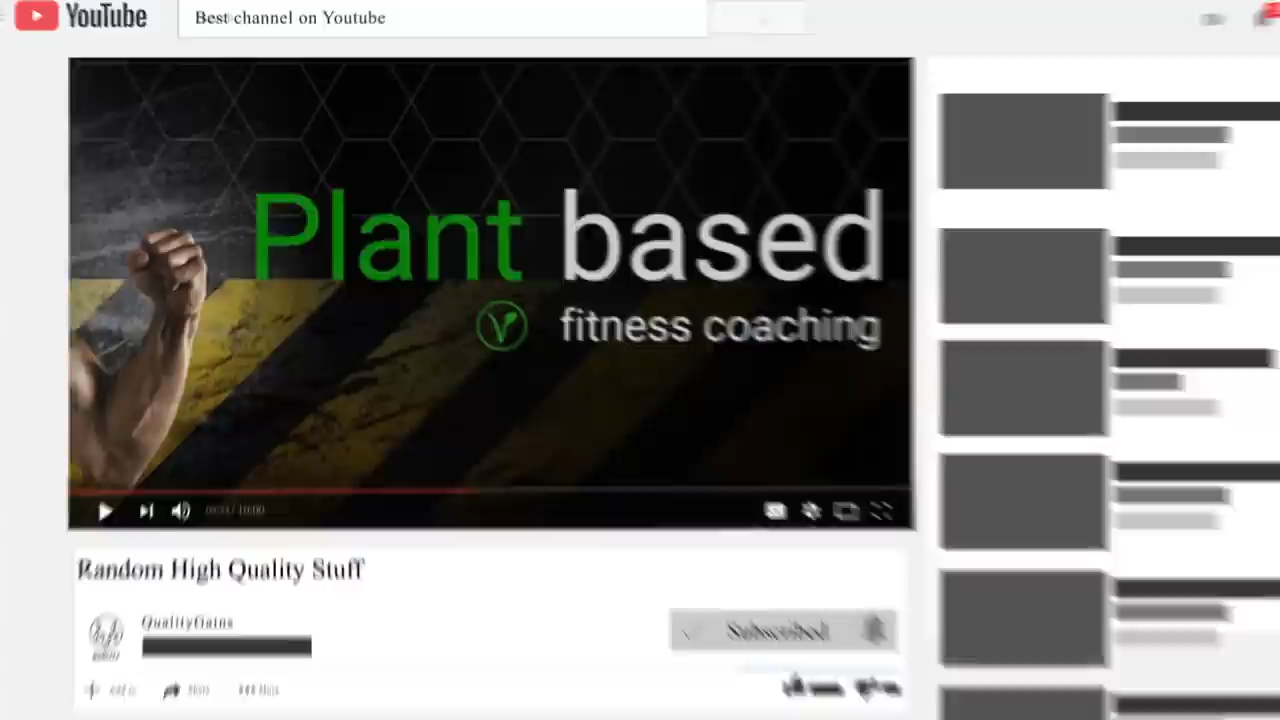 YouTube
Best channel on Youtube
Plant based
fitness coaching
Random High Quality Stuff
QualityGains
Subscribed